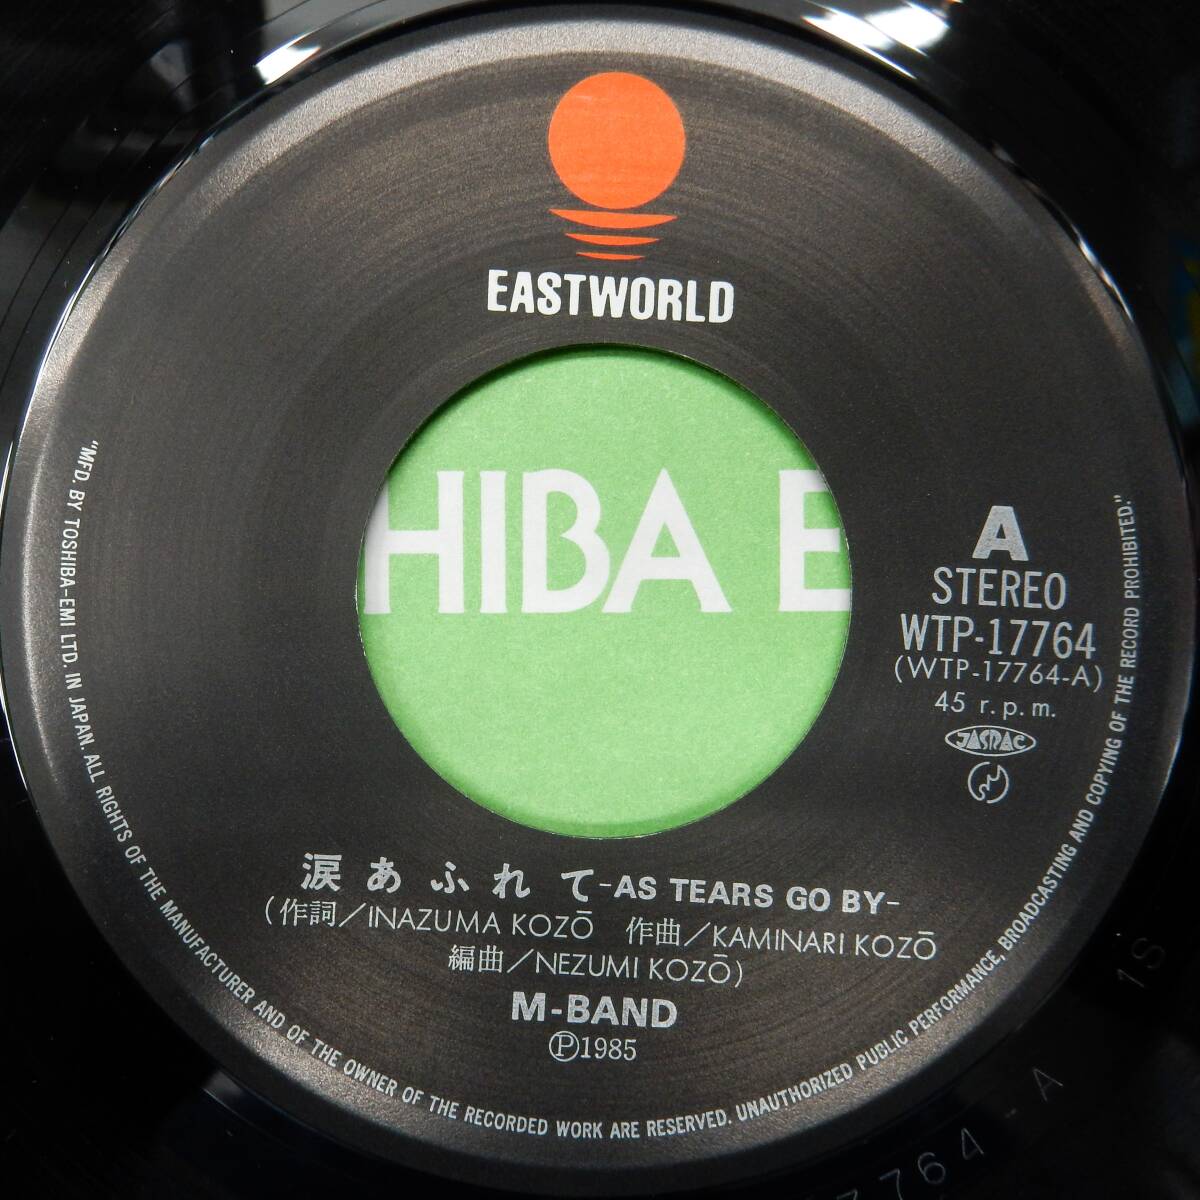 EASTWORLD
HIBA E
A
STEREO
WTP-17764
(WTP-17764-A)
45 r.p.m.
JASRAC
涙あふれて-AS TEARS GO BY-
(作詞/INAZUMA KOZŌ 作曲/KAMINARI KOZŌ
編曲/NEZUMI KOZŌ)
M-BAND
Ⓟ1985
"MFD. BY TOSHIBA-EMI LTD. IN JAPAN. ALL RIGHTS OF THE MANUFACTURER AND OF THE OWNER OF THE RECORDED WORK ARE RESERVED. UNAUTHORIZED PUBLIC PERFORMANCE, BROADCASTING AND COPYING OF THE RECORD PROHIBITED."
7764-A 1S